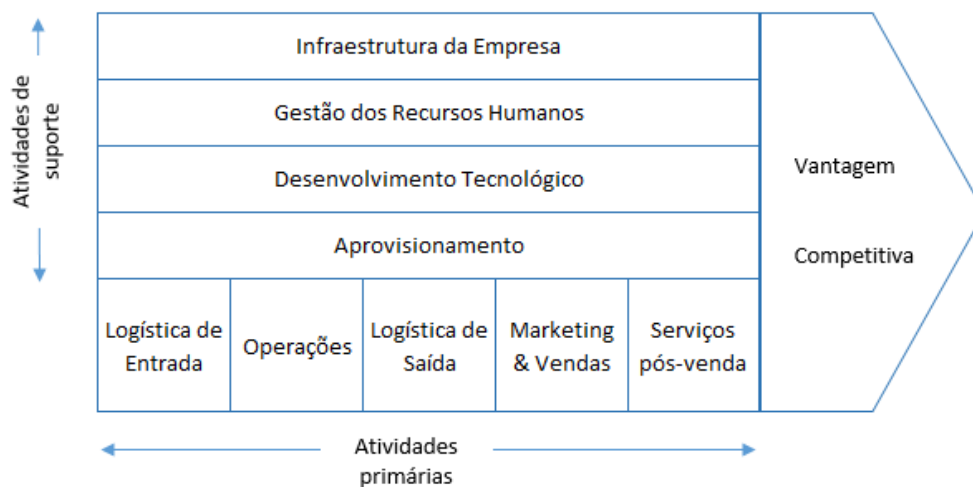 Atividades de
suporte
Infraestrutura da Empresa
Gestão dos Recursos Humanos
Desenvolvimento Tecnológico
Aprovisionamento
Logística de
Entrada
Operações
Logística de
Saída
Marketing
& Vendas
Serviços
pós-venda
Vantagem
Competitiva
Atividades
primárias